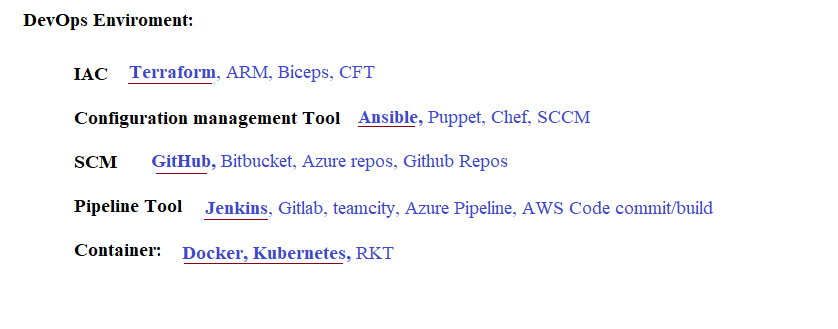 DevOps Enviroment:
IAC Terraform, ARM, Biceps, CFT
Configuration management Tool Ansible, Puppet, Chef, SCCM
SCM GitHub, Bitbucket, Azure repos, Github Repos
Pipeline Tool Jenkins, Gitlab, teamcity, Azure Pipeline, AWS Code commit/build
Container: Docker, Kubernetes, RKT